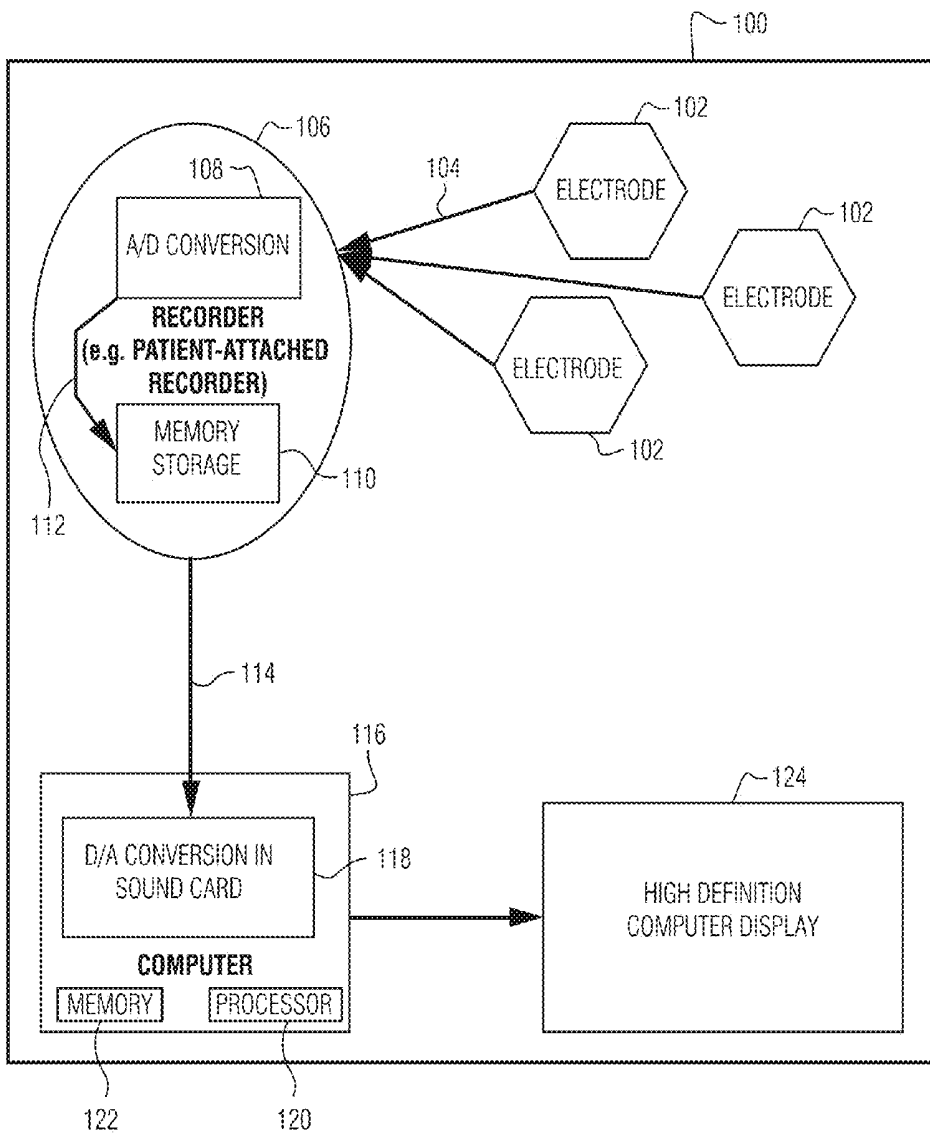 100
106
108
A/D CONVERSION
RECORDER
(e.g. PATIENT-ATTACHED
RECORDER)
MEMORY
STORAGE
110
112
102
ELECTRODE
104
102
ELECTRODE
ELECTRODE
102
114
116
D/A CONVERSION IN
SOUND CARD
118
COMPUTER
MEMORY
PROCESSOR
122
120
124
HIGH DEFINITION
COMPUTER DISPLAY